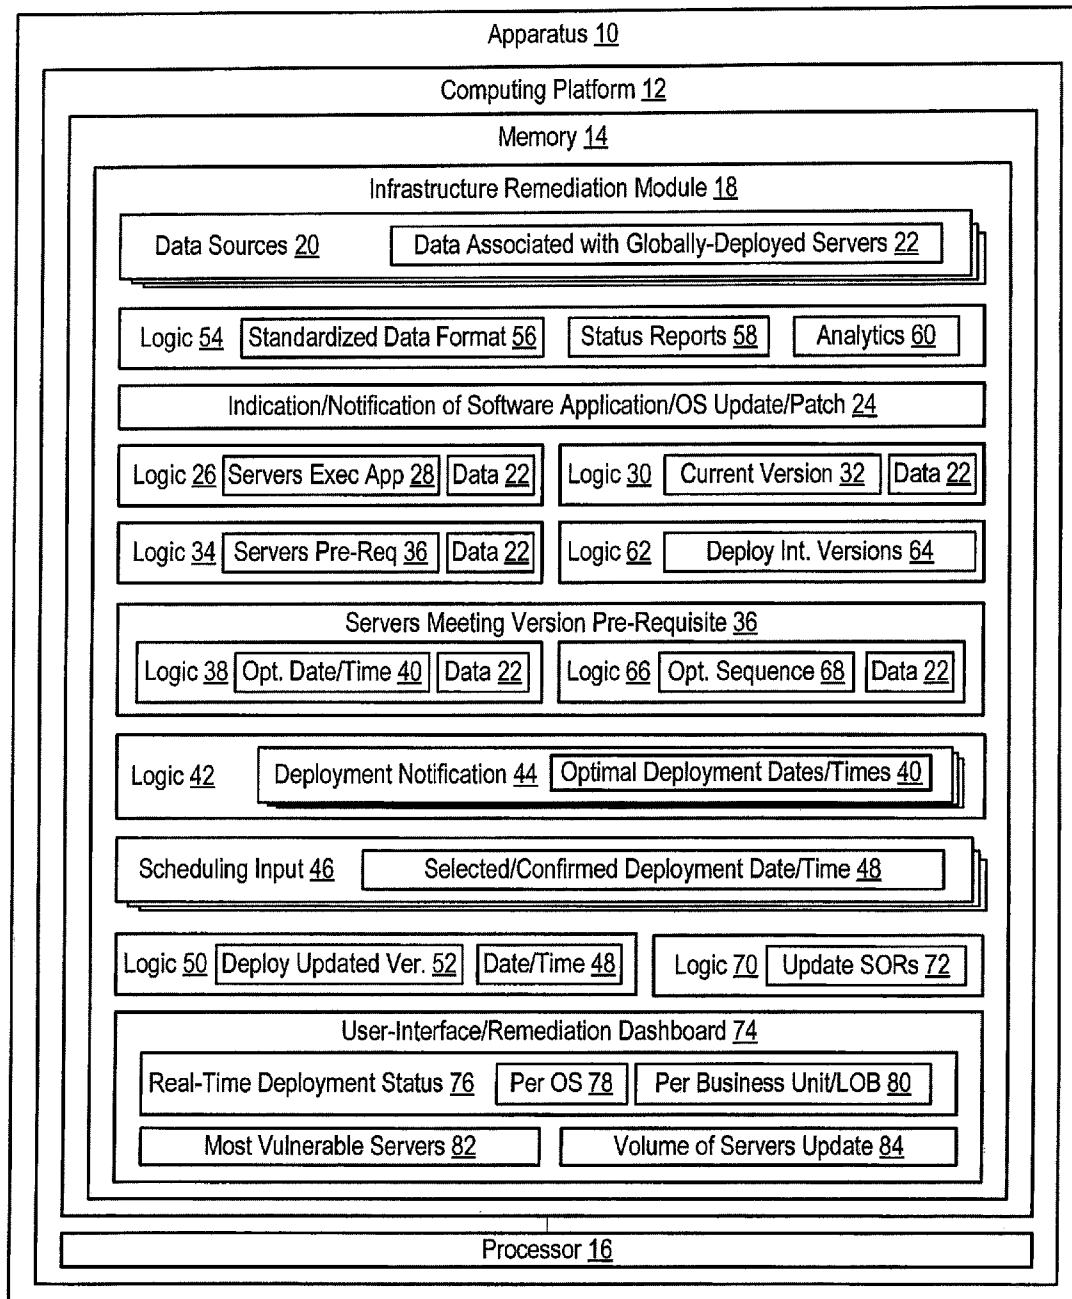 Apparatus 10
Computing Platform 12
Memory 14
Infrastructure Remediation Module 18
Data Sources 20 Data Associated with Globally-Deployed Servers 22
Logic 54 Standardized Data Format 56 Status Reports 58 Analytics 60
Indication/Notification of Software Application/OS Update/Patch 24
Logic 26 Servers Exec App 28 Data 22 Logic 30 Current Version 32 Data 22
Logic 34 Servers Pre-Req 36 Data 22 Logic 62 Deploy Int. Versions 64
Servers Meeting Version Pre-Requisite 36
Logic 38 Opt. Date/Time 40 Data 22 Logic 66 Opt. Sequence 68 Data 22
Logic 42 Deployment Notification 44 Optimal Deployment Dates/Times 40
Scheduling Input 46 Selected/Confirmed Deployment Date/Time 48
Logic 50 Deploy Updated Ver. 52 Date/Time 48 Logic 70 Update SORs 72
User-Interface/Remediation Dashboard 74
Real-Time Deployment Status 76 Per OS 78 Per Business Unit/LOB 80
Most Vulnerable Servers 82 Volume of Servers Update 84
Processor 16